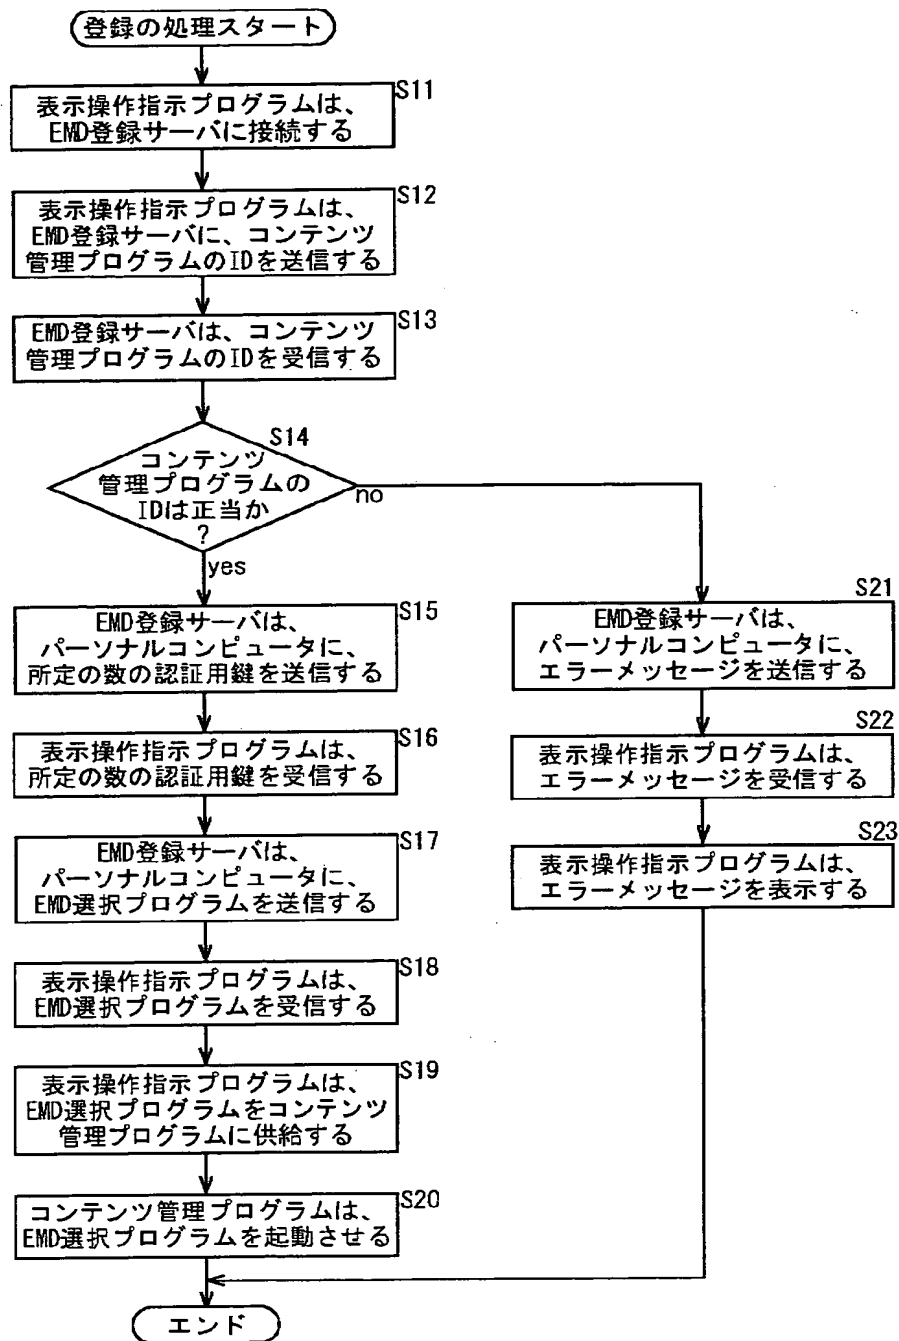 登録の処理スタート
S11
表示操作指示プログラムは、
EMD登録サーバに接続する
S12
表示操作指示プログラムは、
EMD登録サーバに、コンテンツ
管理プログラムのIDを送信する
S13
EMD登録サーバは、コンテンツ
管理プログラムのIDを受信する
S14
コンテンツ
管理プログラムの
IDは正当か
?
no
yes
S15
EMD登録サーバは、
パーソナルコンピュータに、
所定の数の認証用鍵を送信する
S16
表示操作指示プログラムは、
所定の数の認証用鍵を受信する
S17
EMD登録サーバは、
パーソナルコンピュータに、
EMD選択プログラムを送信する
S18
表示操作指示プログラムは、
EMD選択プログラムを受信する
S19
表示操作指示プログラムは、
EMD選択プログラムをコンテンツ
管理プログラムに供給する
S20
コンテンツ管理プログラムは、
EMD選択プログラムを起動させる
S21
EMD登録サーバは、
パーソナルコンピュータに、
エラーメッセージを送信する
S22
表示操作指示プログラムは、
エラーメッセージを受信する
S23
表示操作指示プログラムは、
エラーメッセージを表示する
エンド